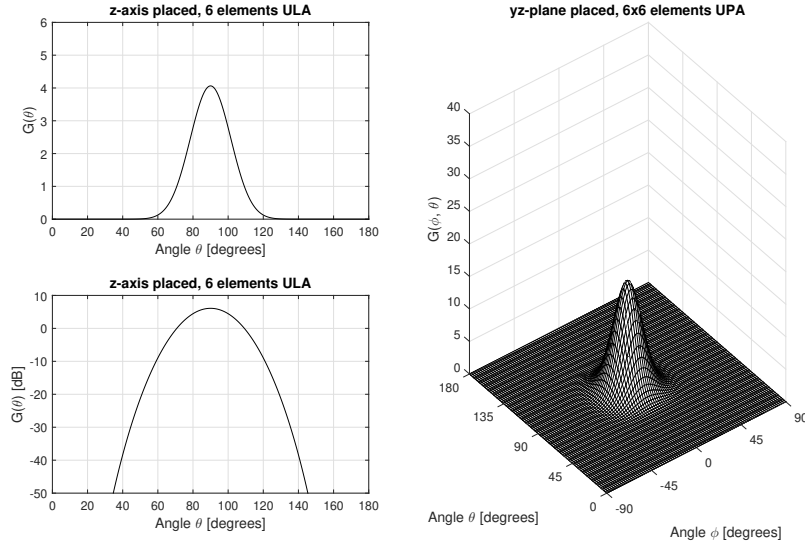 z-axis placed, 6 elements ULA
6
5
4
3
2
1
0
G(θ)
0 20 40 60 80 100 120 140 160 180
Angle θ [degrees]
z-axis placed, 6 elements ULA
10
0
-10
-20
-30
-40
-50
G(θ) [dB]
0 20 40 60 80 100 120 140 160 180
Angle θ [degrees]
yz-plane placed, 6x6 elements UPA
40
35
30
25
20
15
10
5
0
G(ϕ, θ)
180
135
90
45
0
Angle θ [degrees]
-90
-45
0
45
90
Angle ϕ [degrees]